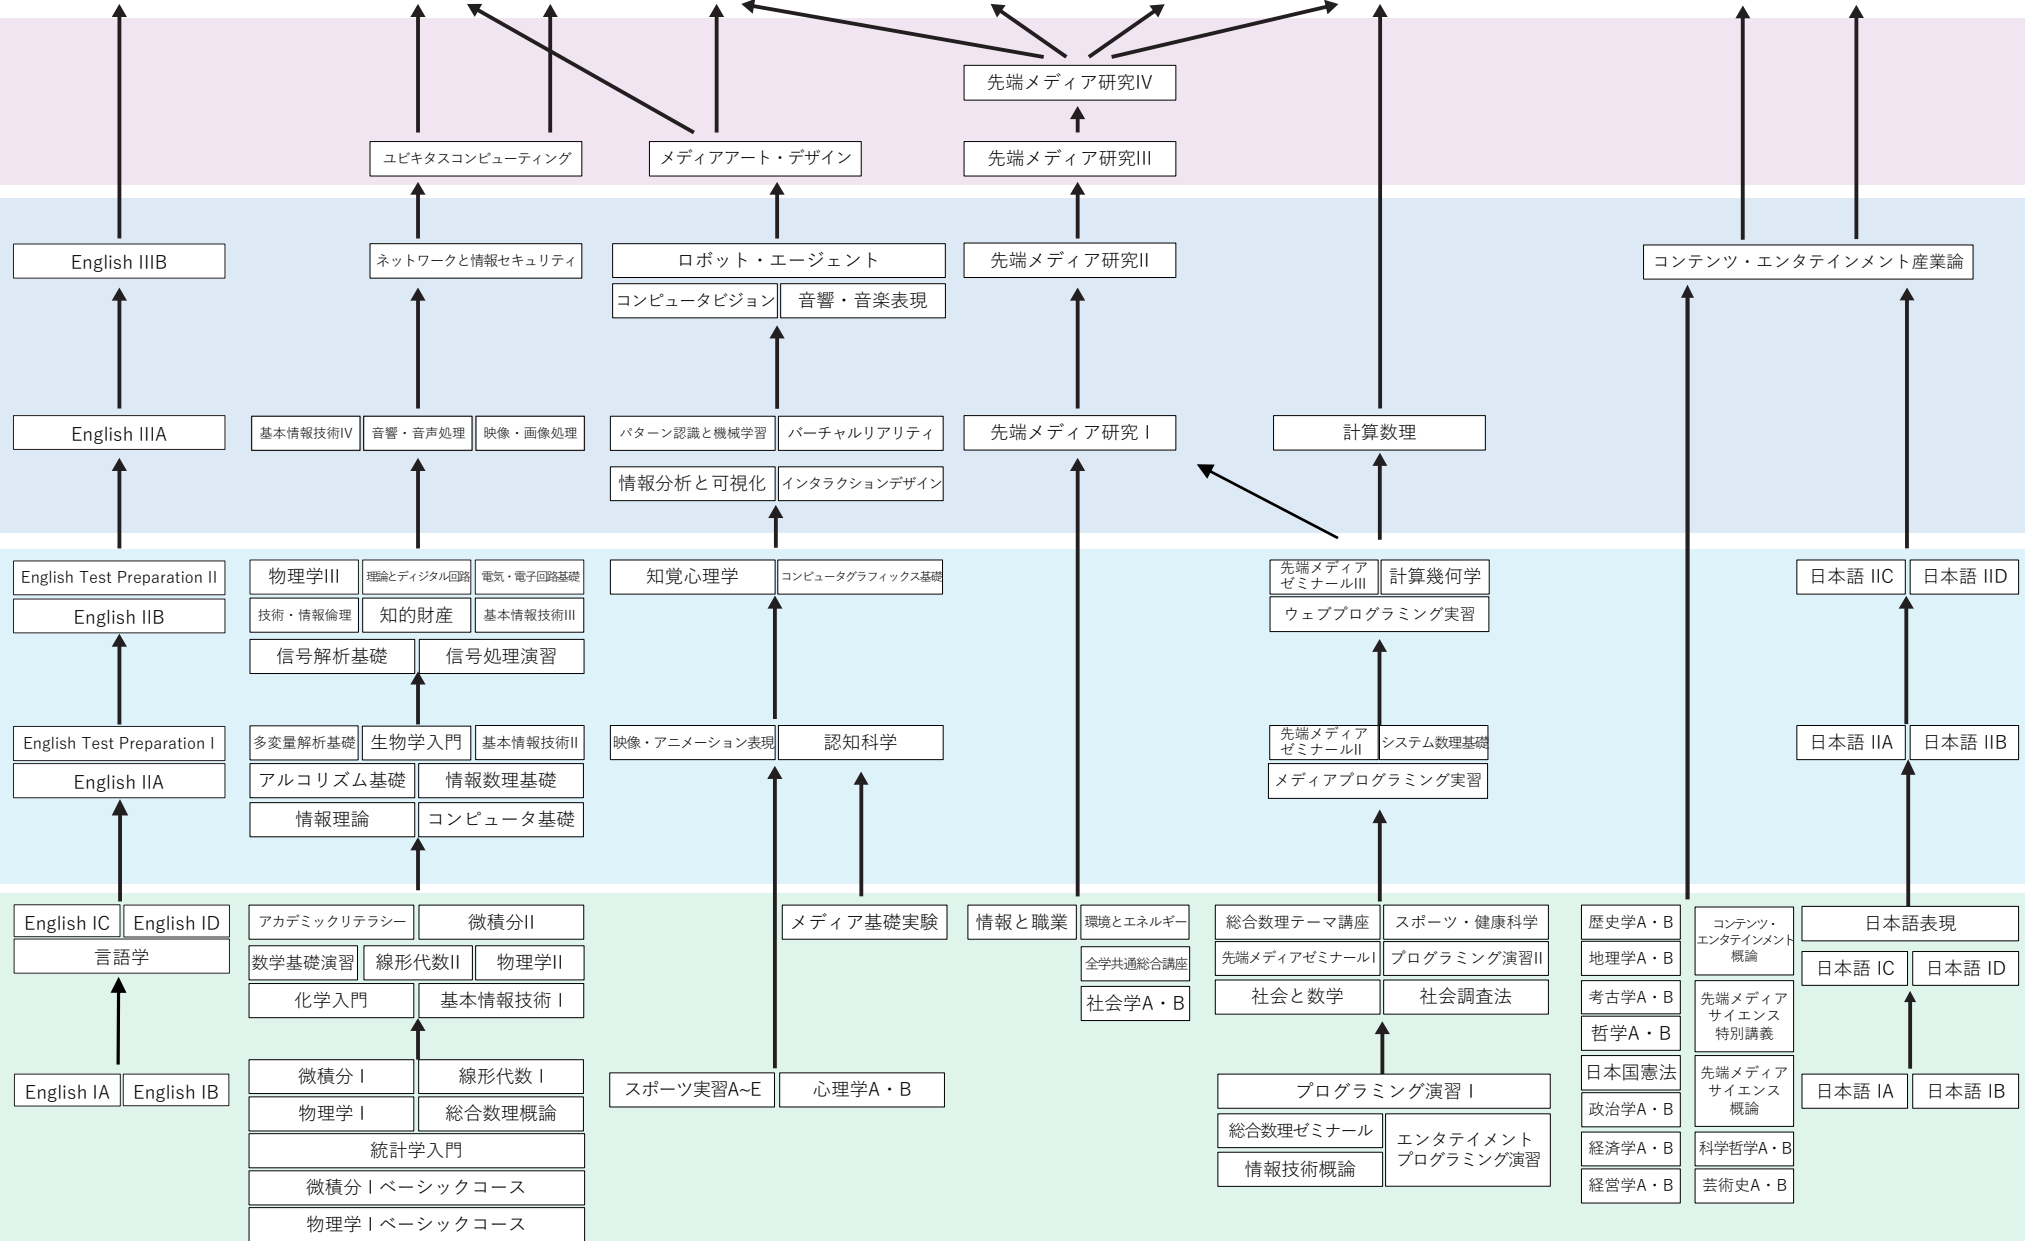 先端メディア研究IV
ユビキタスコンピューティング
メディアアート・デザイン
先端メディア研究III
English IIIB
ネットワークと情報セキュリティ
ロボット・エージェント
先端メディア研究II
コンテンツ・エンタテインメント産業論
コンピュータビジョン
音響・音楽表現
English IIIA
基本情報技術IV
音響・音声処理
映像・画像処理
パターン認識と機械学習
バーチャルリアリティ
先端メディア研究 I
計算数理
情報分析と可視化
インタラクションデザイン
English Test Preparation II
物理学III
理論とディジタル回路
電気・電子回路基礎
知覚心理学
コンピュータグラフィックス基礎
先端メディア
ゼミナールIII
計算幾何学
日本語 IIC
日本語 IID
English IIB
技術・情報倫理
知的財産
基本情報技術III
ウェブプログラミング実習
信号解析基礎
信号処理演習
English Test Preparation I
多変量解析基礎
生物学入門
基本情報技術II
映像・アニメーション表現
認知科学
先端メディア
ゼミナールII
システム数理基礎
日本語 IIA
日本語 IIB
English IIA
アルコリズム基礎
情報数理基礎
メディアプログラミング実習
情報理論
コンピュータ基礎
English IC
English ID
アカデミックリテラシー
微積分II
メディア基礎実験
情報と職業
環境とエネルギー
総合数理テーマ講座
スポーツ・健康科学
歴史学A・B
コンテンツ・
エンタテインメント
概論
日本語表現
言語学
数学基礎演習
線形代数II
物理学II
全学共通総合講座
先端メディアゼミナール I
プログラミング演習II
地理学A・B
日本語 IC
日本語 ID
化学入門
基本情報技術 I
社会学A・B
社会と数学
社会調査法
考古学A・B
先端メディア
サイエンス
特別講義
哲学A・B
English IA
English IB
微積分 I
線形代数 I
スポーツ実習A~E
心理学A・B
プログラミング演習 I
日本国憲法
先端メディア
サイエンス
概論
日本語 IA
日本語 IB
物理学 I
総合数理概論
総合数理ゼミナール
エンタテイメント
プログラミング演習
政治学A・B
統計学入門
情報技術概論
経済学A・B
科学哲学A・B
微積分 I ベーシックコース
経営学A・B
芸術史A・B
物理学 I ベーシックコース